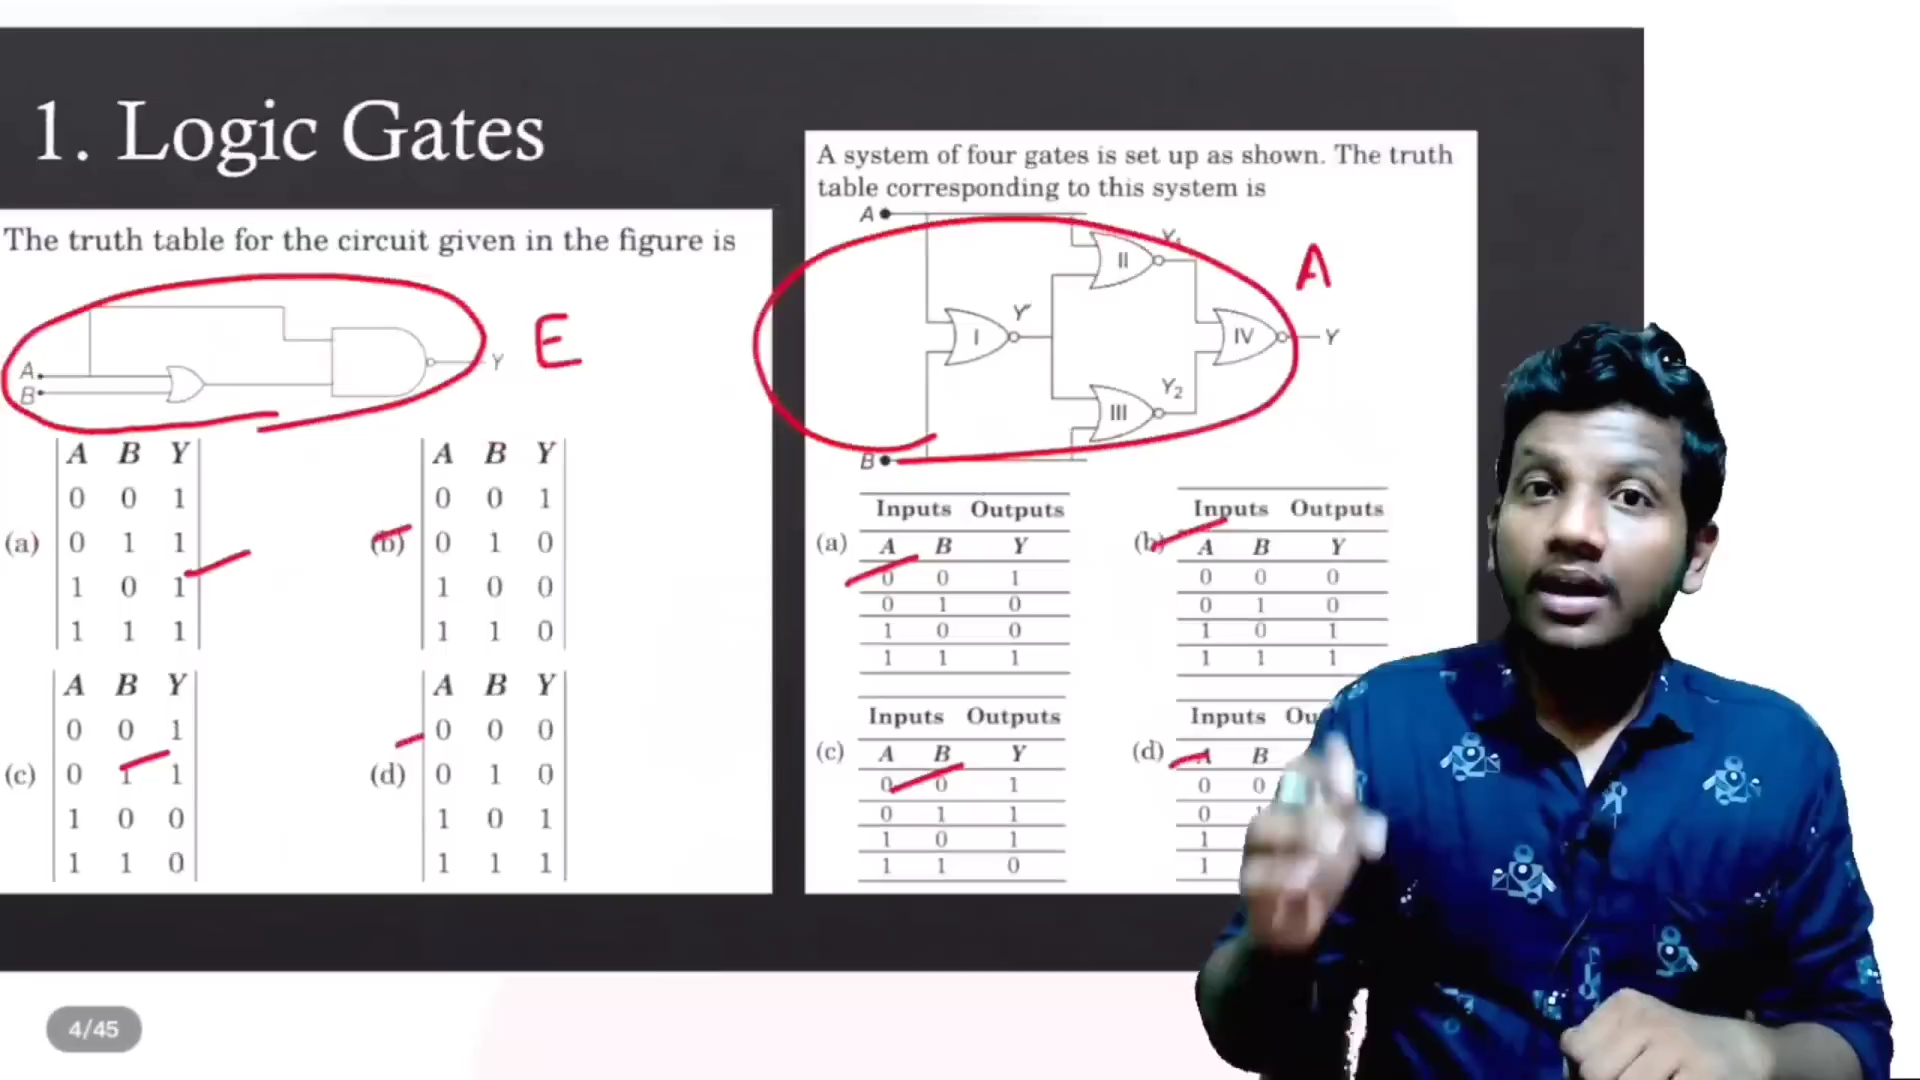 1. Logic Gates
The truth table for the circuit given in the figure is
A
B
Y
E
(a)
A B Y
0 0 1
0 1 1
1 0 1
1 1 1
(b)
A B Y
0 0 1
0 1 0
1 0 0
1 1 0
(c)
A B Y
0 0 1
0 1 1
1 0 0
1 1 0
(d)
A B Y
0 0 0
0 1 0
1 0 1
1 1 1
A system of four gates is set up as shown. The truth
table corresponding to this system is
A
B
I
Y'
II
Y1
III
Y2
IV
Y
A
(a)
Inputs Outputs
A B Y
0 0 1
0 1 0
1 0 0
1 1 1
(b)
Inputs Outputs
A B Y
0 0 0
0 1 0
1 0 1
1 1 1
(c)
Inputs Outputs
A B Y
0 0 1
0 1 1
1 0 1
1 1 0
(d)
Inputs
A B
0 0
0
1
1
4/45